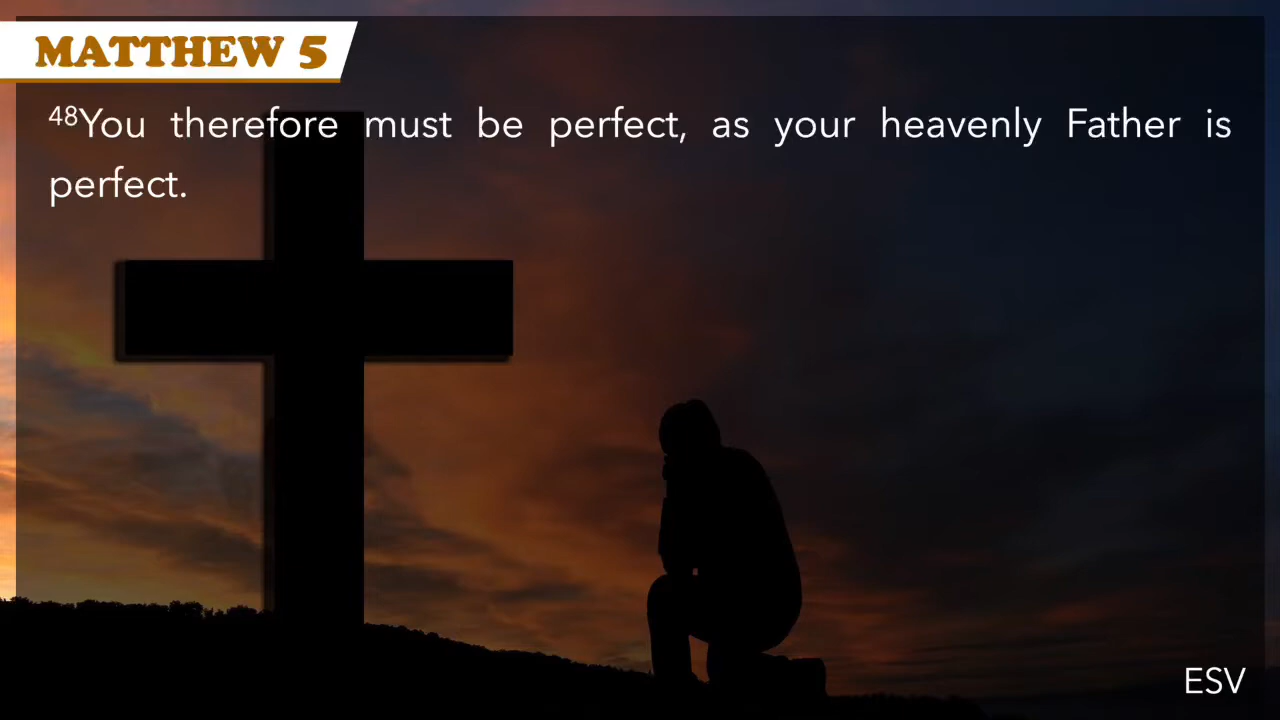 MATTHEW 5
48You therefore must be perfect, as your heavenly Father is
perfect.
ESV